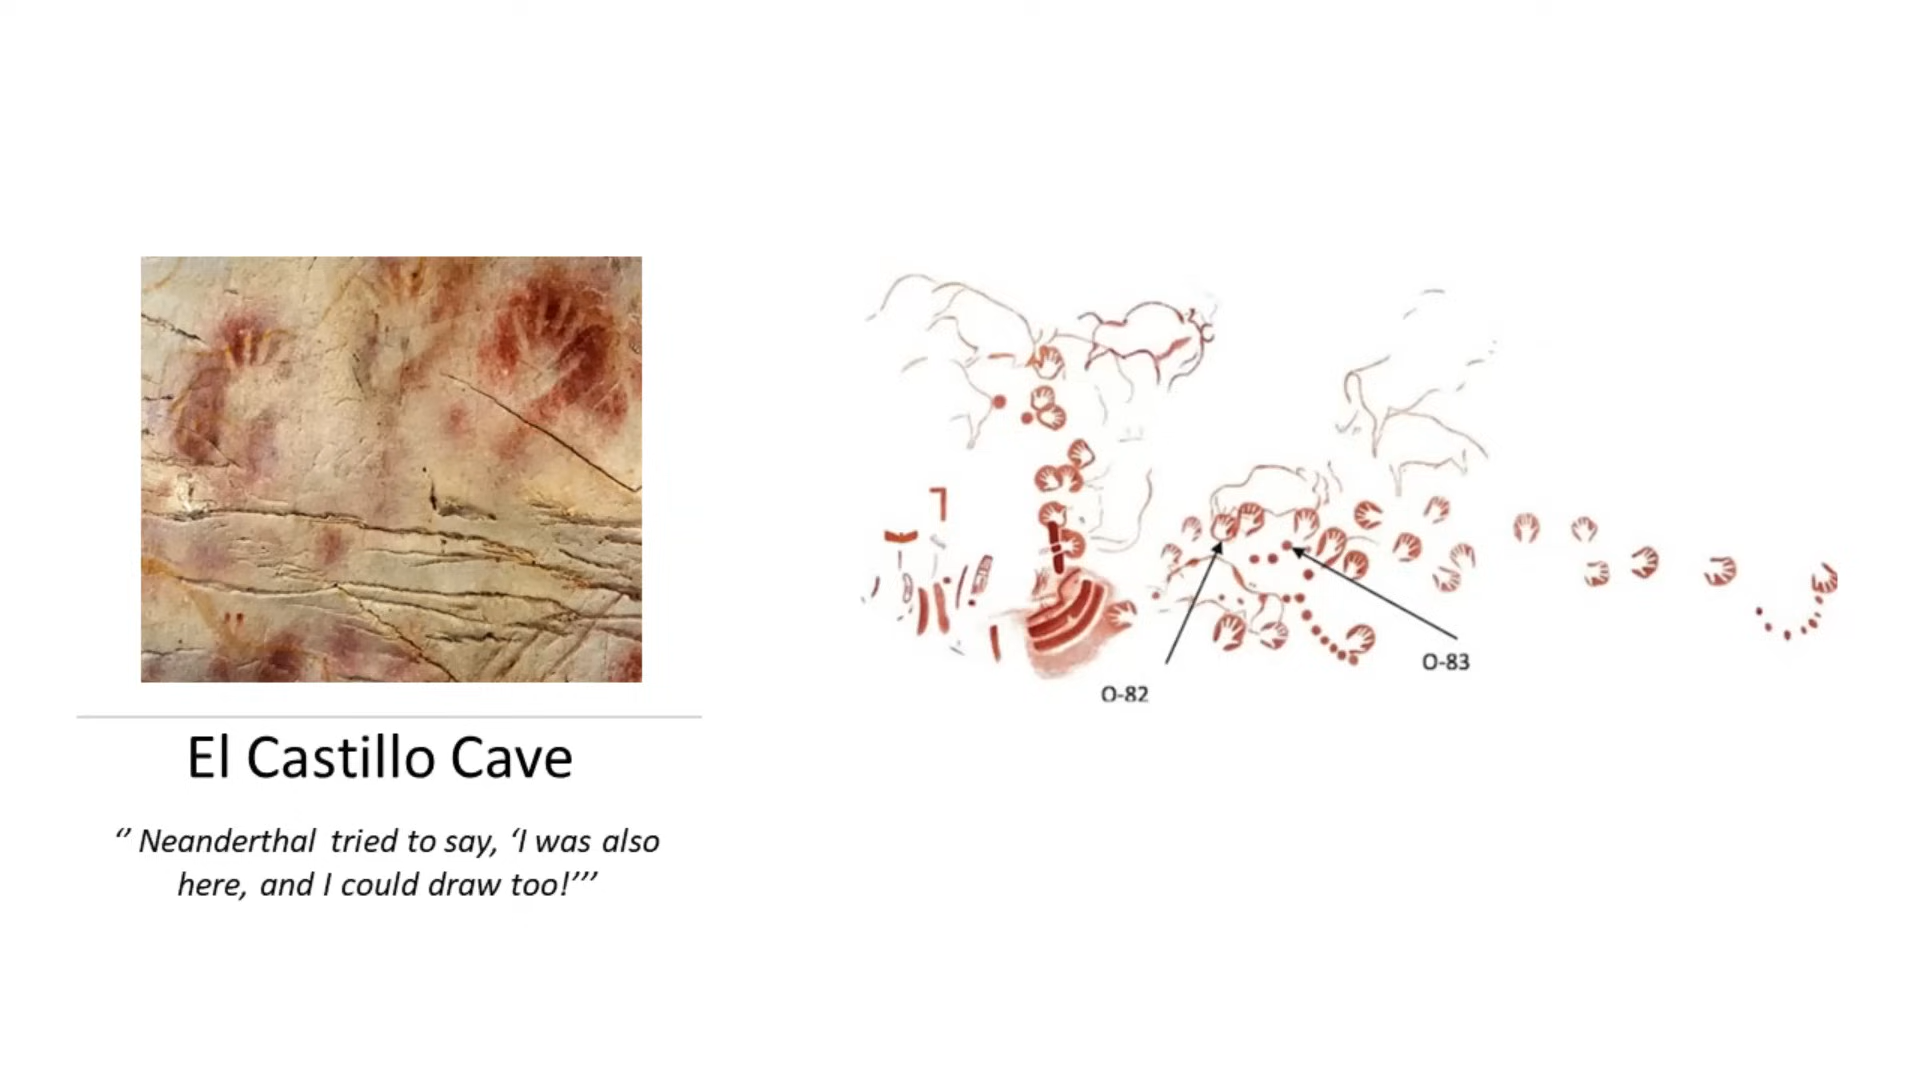 O-83
O-82
El Castillo Cave
‘’ Neanderthal tried to say, ‘I was also
here, and I could draw too!’’’